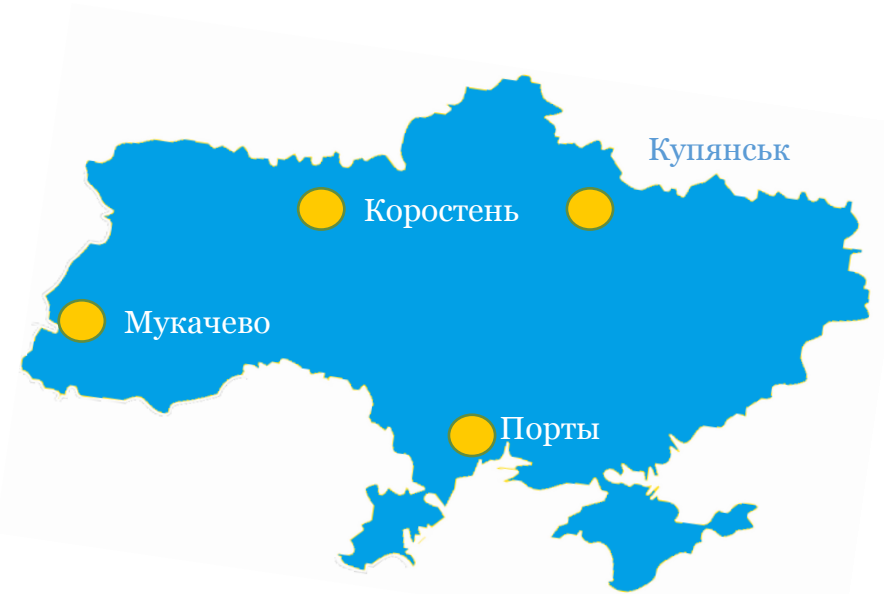 Купянськ
Коростень
Мукачево
Порты